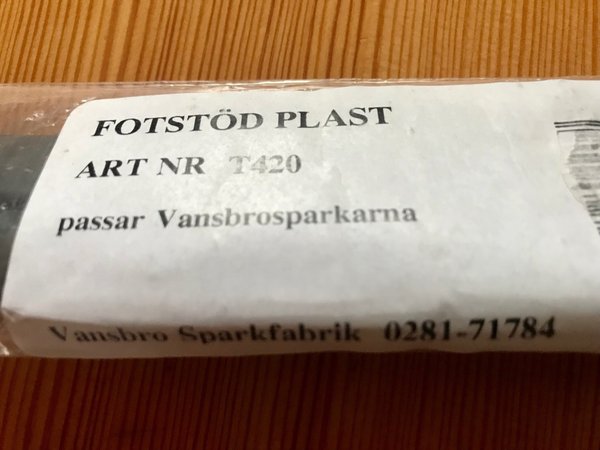 FOTSTÖD PLAST
ART NR T420
passar Vansbrosparkarna
Vansbro Sparkfabrik 0281-71784